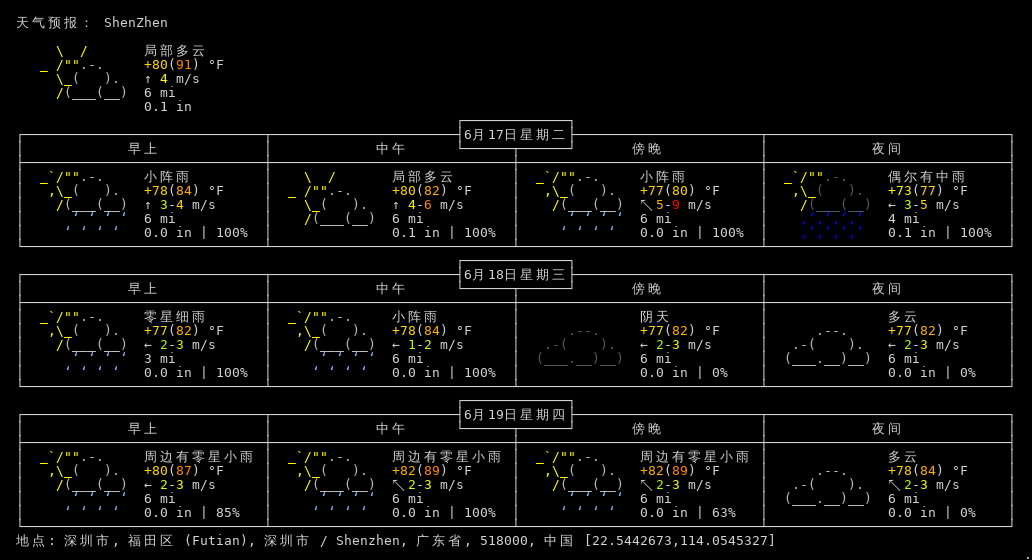 天气预报： ShenZhen
局部多云
+80(91) °F
↑ 4 m/s
6 mi
0.1 in
6月17日星期二
早上 中午 傍晚 夜间
小阵雨 局部多云 小阵雨 偶尔有中雨
+78(84) °F +80(82) °F +77(80) °F +73(77) °F
↑ 3-4 m/s ↑ 4-6 m/s ↖ 5-9 m/s ← 3-5 m/s
6 mi 6 mi 6 mi 4 mi
0.0 in | 100% 0.1 in | 100% 0.0 in | 100% 0.1 in | 100%
6月18日星期三
早上 中午 傍晚 夜间
零星细雨 小阵雨 阴天 多云
+77(82) °F +78(84) °F +77(82) °F +77(82) °F
← 2-3 m/s ← 1-2 m/s ← 2-3 m/s ← 2-3 m/s
3 mi 6 mi 6 mi 6 mi
0.0 in | 100% 0.0 in | 100% 0.0 in | 0% 0.0 in | 0%
6月19日星期四
早上 中午 傍晚 夜间
周边有零星小雨 周边有零星小雨 周边有零星小雨 多云
+80(87) °F +82(89) °F +82(89) °F +78(84) °F
← 2-3 m/s ↖ 2-3 m/s ↖ 2-3 m/s ↖ 2-3 m/s
6 mi 6 mi 6 mi 6 mi
0.0 in | 85% 0.0 in | 100% 0.0 in | 63% 0.0 in | 0%
地点: 深圳市, 福田区 (Futian), 深圳市 / Shenzhen, 广东省, 518000, 中国 [22.5442673,114.0545327]